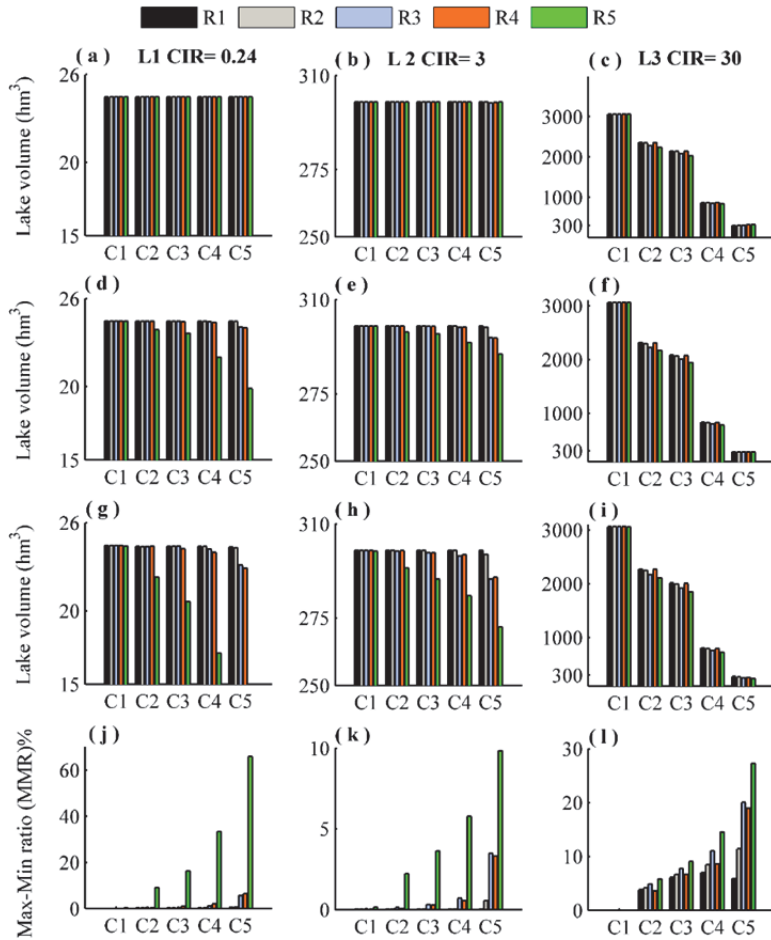 R1 R2 R3 R4 R5
( a ) L1 CIR= 0.24 ( b ) L 2 CIR= 3 ( c ) L3 CIR= 30
Lake volume (hm³)
26
20
15
C1 C2 C3 C4 C5
310
275
250
C1 C2 C3 C4 C5
3000
2000
1000
300
C1 C2 C3 C4 C5
( d ) ( e ) ( f )
Lake volume (hm³)
26
20
15
C1 C2 C3 C4 C5
310
275
250
C1 C2 C3 C4 C5
3000
2000
1000
300
C1 C2 C3 C4 C5
( g ) ( h ) ( i )
Lake volume (hm³)
26
20
15
C1 C2 C3 C4 C5
310
275
250
C1 C2 C3 C4 C5
3000
2000
1000
300
C1 C2 C3 C4 C5
( j ) ( k ) ( l )
Max-Min ratio (MMR)%
60
40
20
0
C1 C2 C3 C4 C5
10
5
0
C1 C2 C3 C4 C5
30
20
10
0
C1 C2 C3 C4 C5